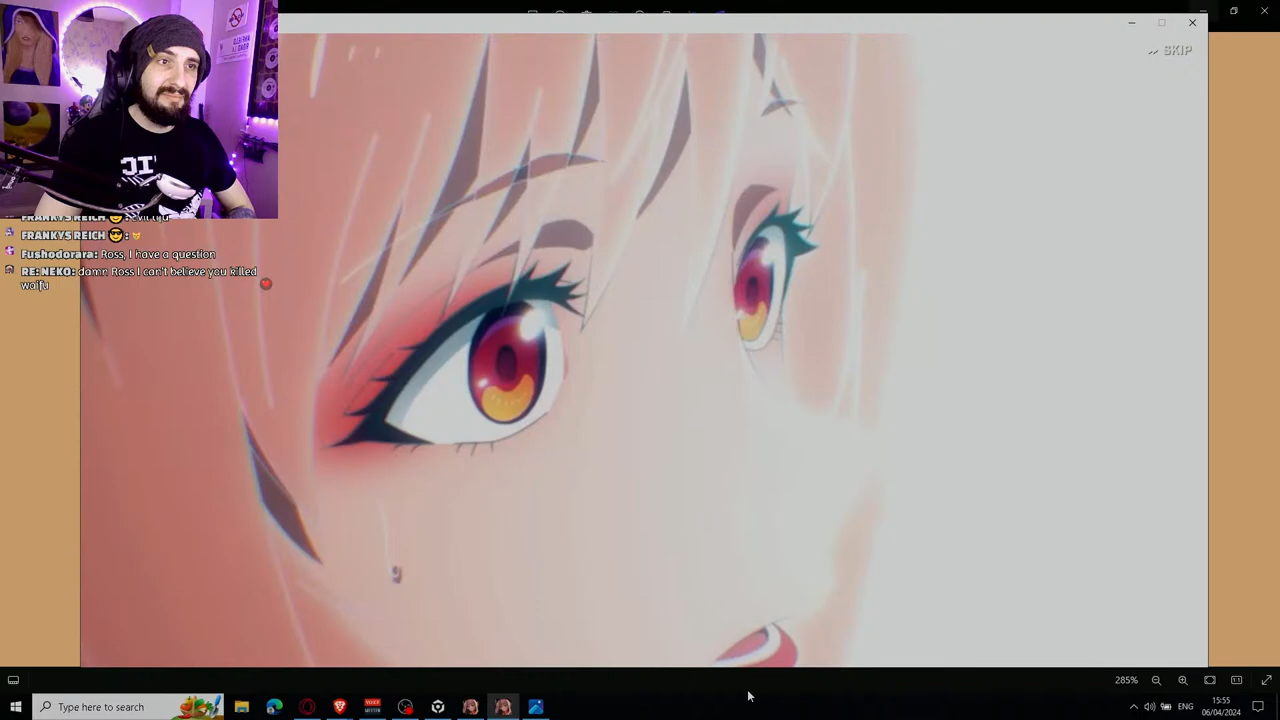 SKIP
FRANKYS REICH 😎:
FRANKYS REICH 😎: 😼
Fushodorara: Ross, I have a question
RE: NEKO: damn Ross I can't believe you killed
waifu
285%
Type here to search
ENG
15:55
06/04/2024